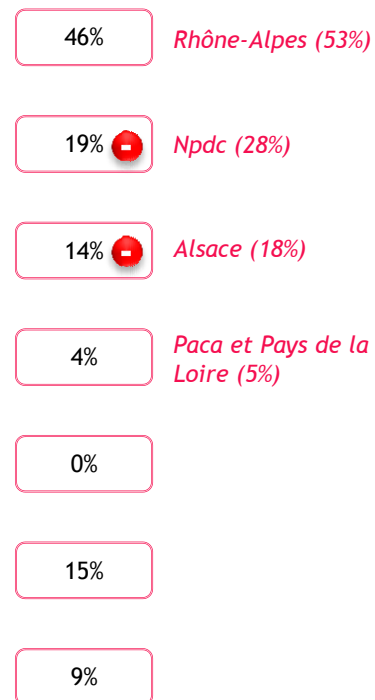 46% Rhône-Alpes (53%)
19% Npdc (28%)
14% Alsace (18%)
4% Paca et Pays de la
Loire (5%)
0%
15%
9%